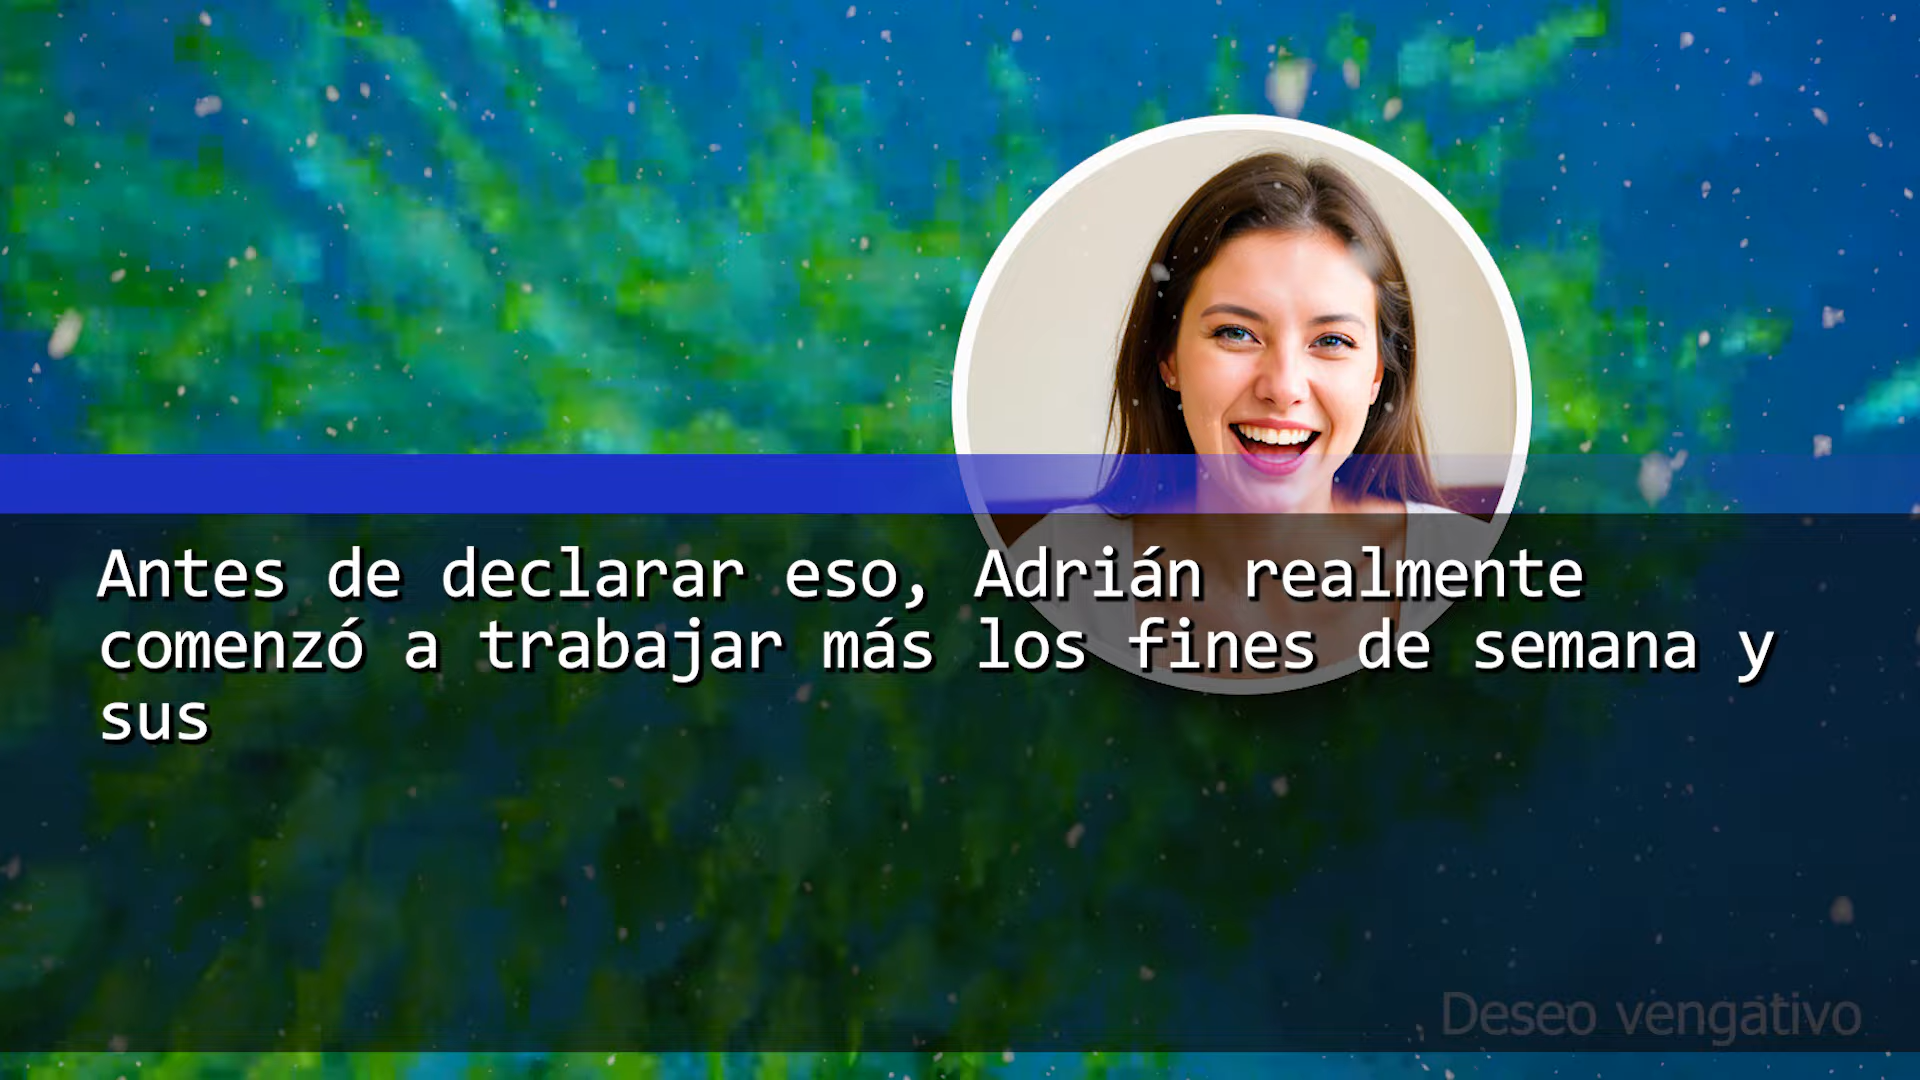 Antes de declarar eso, Adrián realmente
comenzó a trabajar más los fines de semana y
sus
Deseo vengativo